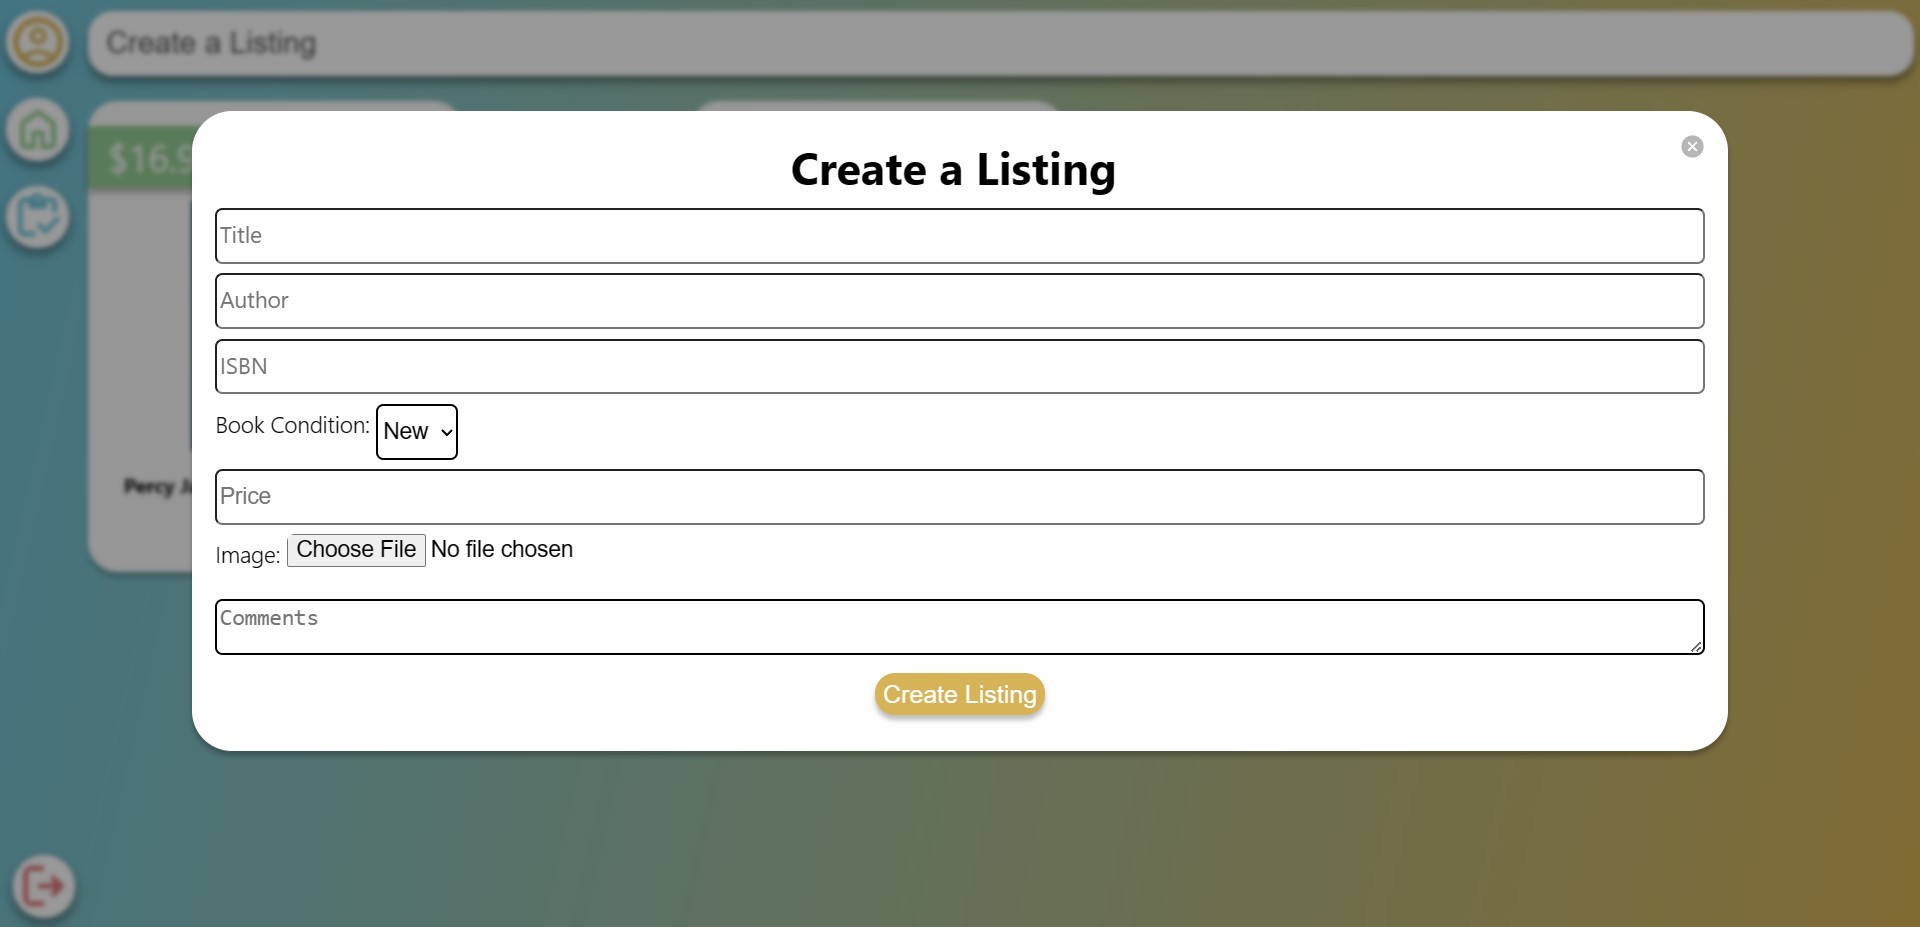 Create a Listing
$16.9
Create a Listing
Title
Author
ISBN
Book Condition: New
Price
Percy
Image: Choose File No file chosen
Comments
Create Listing